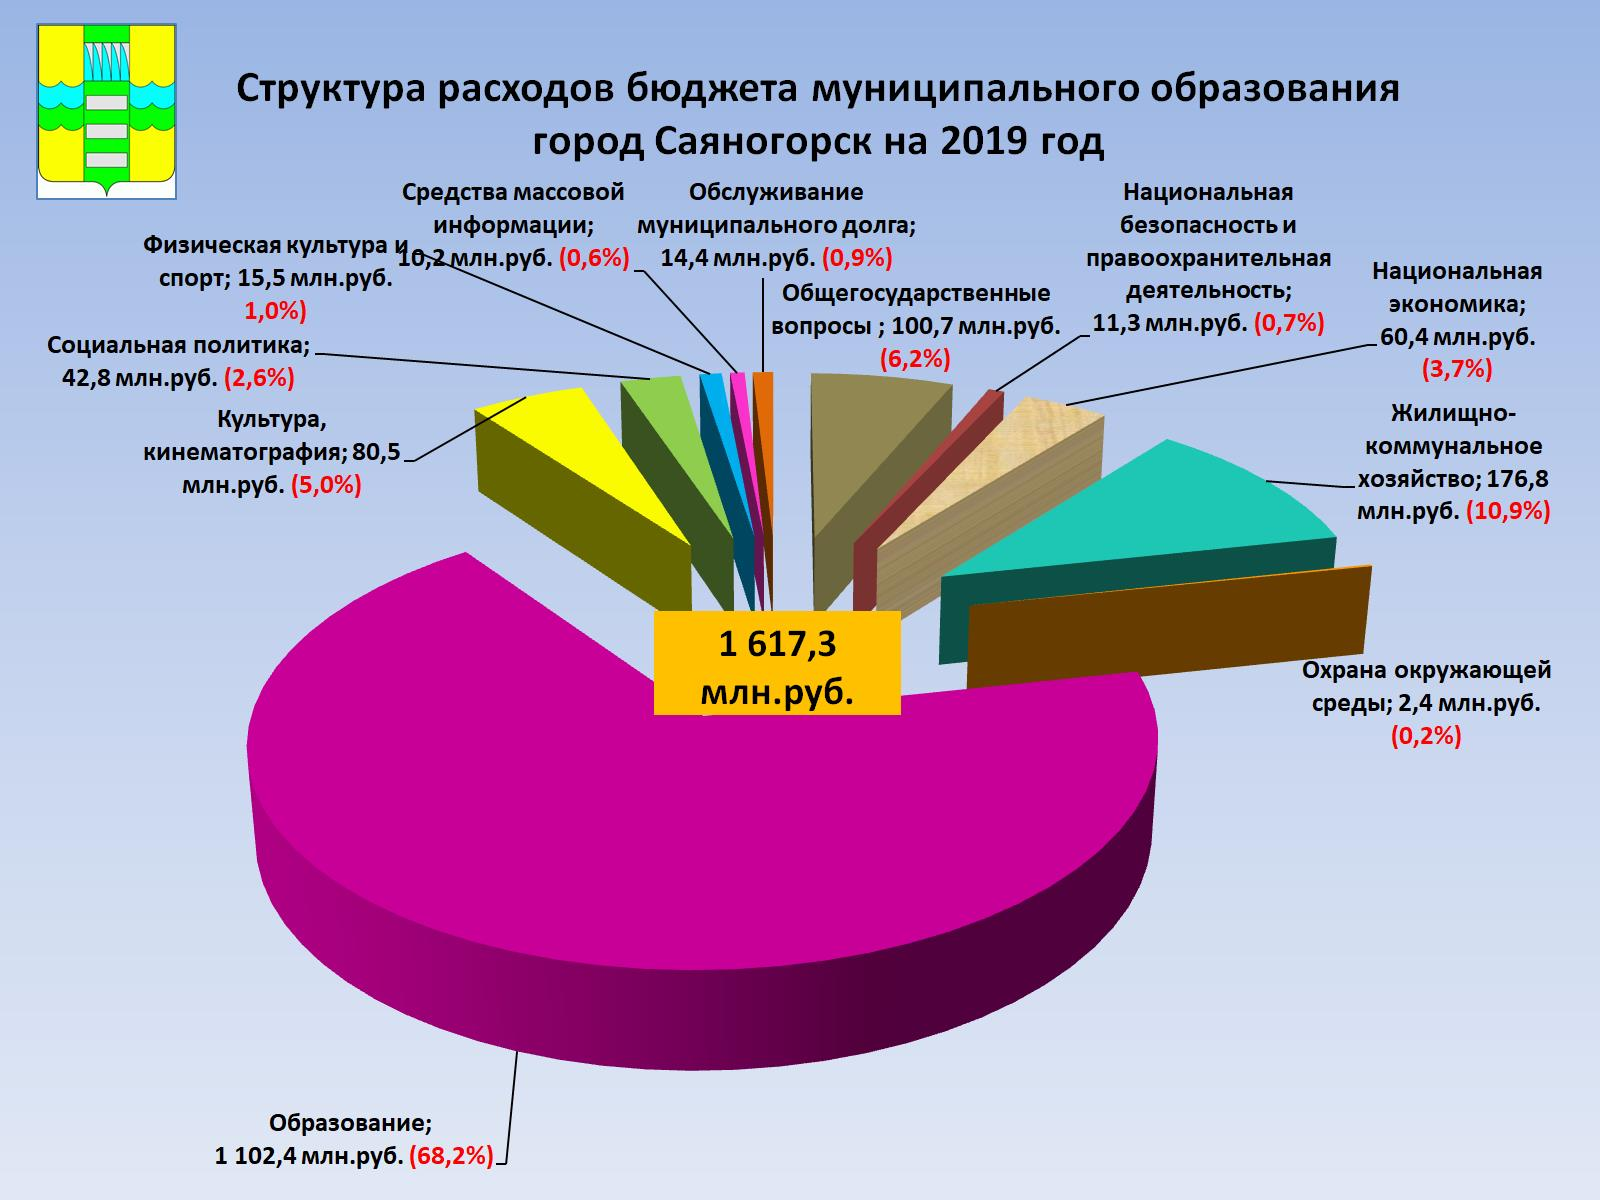 Структура расходов бюджета муниципального образования
город Саяногорск на 2019 год
Средства массовой
информации;
10,2 млн.руб. (0,6%)
Обслуживание
муниципального долга;
14,4 млн.руб. (0,9%)
Национальная
безопасность и
правоохранительная
деятельность;
11,3 млн.руб. (0,7%)
Физическая культура и
спорт; 15,5 млн.руб.
1,0%)
Общегосударственные
вопросы ; 100,7 млн.руб.
(6,2%)
Национальная
экономика;
60,4 млн.руб.
(3,7%)
Социальная политика;
42,8 млн.руб. (2,6%)
Культура,
кинематография; 80,5
млн.руб. (5,0%)
Жилищно-
коммунальное
хозяйство; 176,8
млн.руб. (10,9%)
1 617,3
млн.руб.
Охрана окружающей
среды; 2,4 млн.руб.
(0,2%)
Образование;
1 102,4 млн.руб. (68,2%)